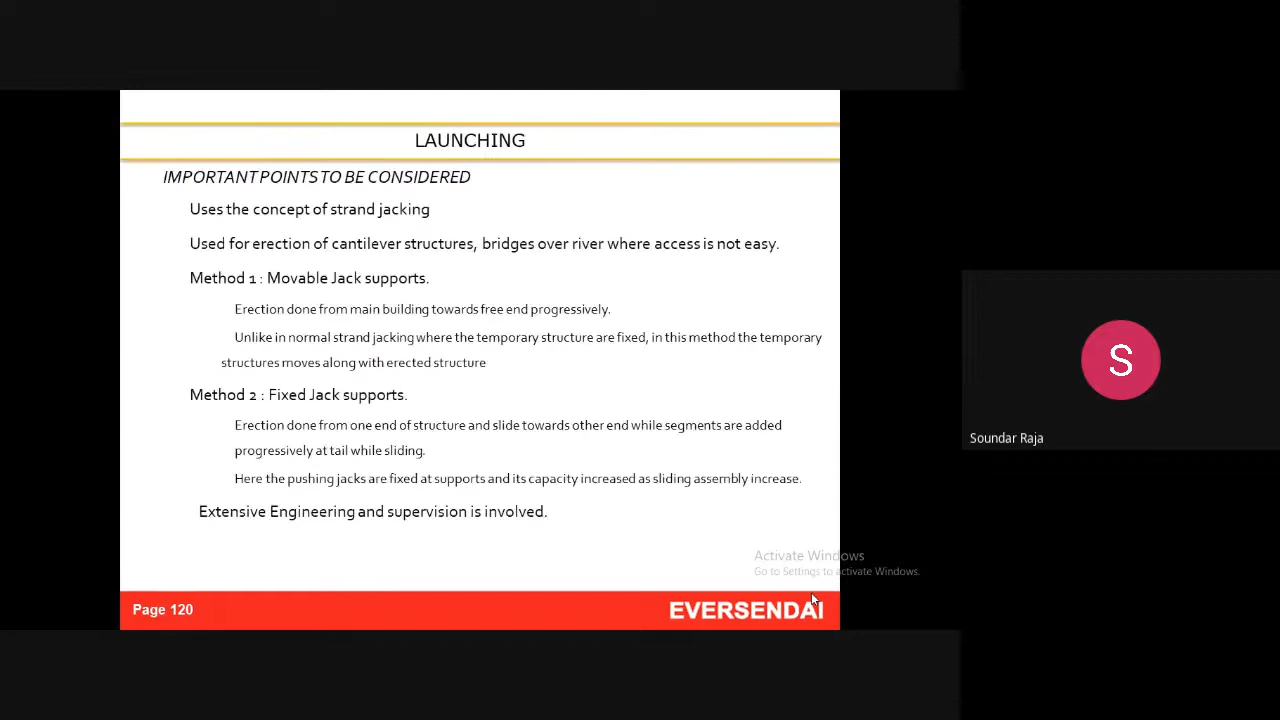 LAUNCHING
IMPORTANT POINTS TO BE CONSIDERED
Uses the concept of strand jacking
Used for erection of cantilever structures, bridges over river where access is not easy.
Method 1 : Movable Jack supports.
Erection done from main building towards free end progressively.
Unlike in normal strand jacking where the temporary structure are fixed, in this method the temporary
structures moves along with erected structure
Method 2 : Fixed Jack supports.
Erection done from one end of structure and slide towards other end while segments are added
progressively at tail while sliding.
Here the pushing jacks are fixed at supports and its capacity increased as sliding assembly increase.
Extensive Engineering and supervision is involved.
Activate Windows
Go to Settings to activate Windows.
Page 120
EVERSENDAI
S
Soundar Raja